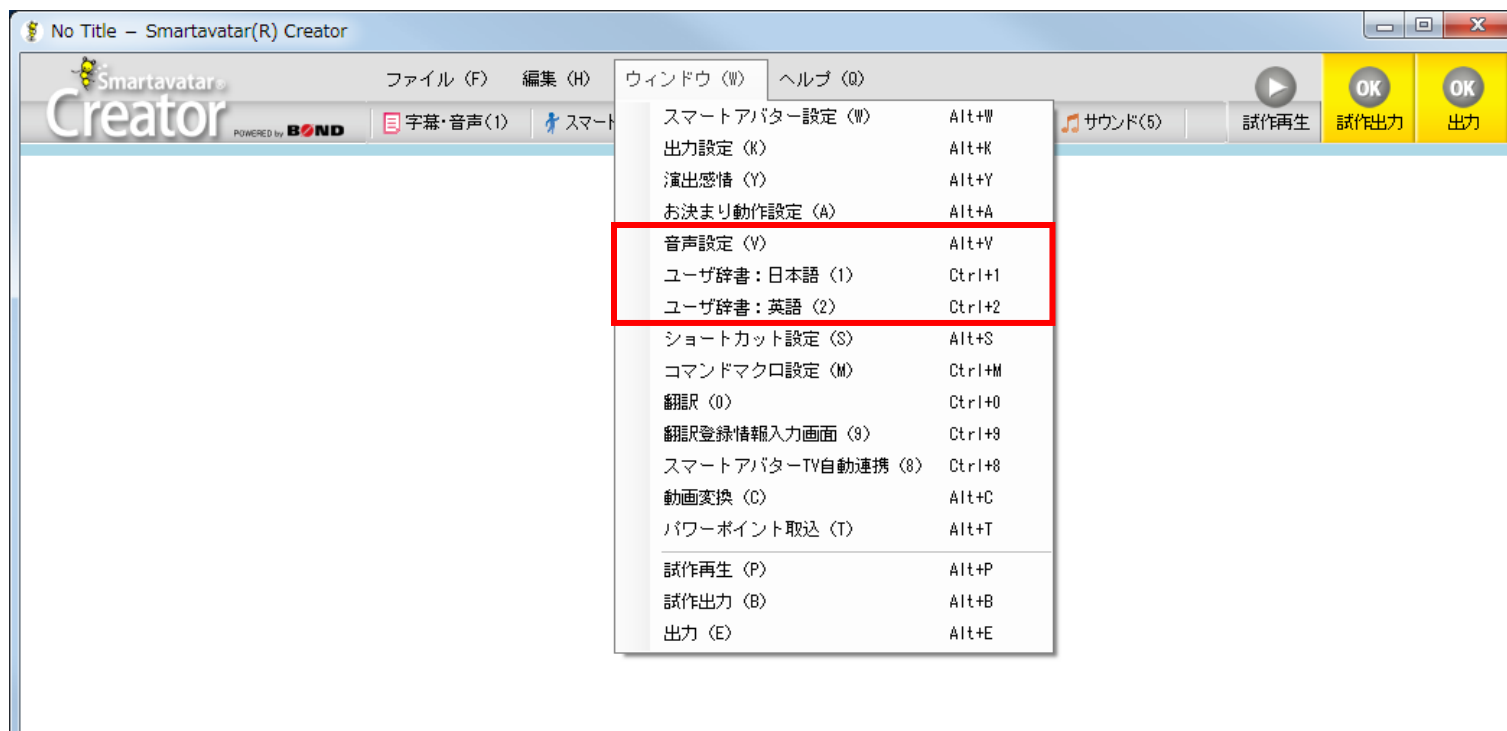 No Title – Smartavatar(R) Creator
Smartavatar®
Creator POWERED by BOND
ファイル (F) 編集 (H) ウィンドウ (W) ヘルプ (Q)
字幕・音声(1) スマート サウンド(5) 試作再生 OK 試作出力 OK 出力
スマートアバター設定 (W) Alt+W
出力設定 (K) Alt+K
演出感情 (Y) Alt+Y
お決まり動作設定 (A) Alt+A
音声設定 (V) Alt+V
ユーザ辞書：日本語 (1) Ctrl+1
ユーザ辞書：英語 (2) Ctrl+2
ショートカット設定 (S) Alt+S
コマンドマクロ設定 (M) Ctrl+M
翻訳 (0) Ctrl+0
翻訳登録情報入力画面 (9) Ctrl+9
スマートアバターTV自動連携 (8) Ctrl+8
動画変換 (C) Alt+C
パワーポイント取込 (T) Alt+T
試作再生 (P) Alt+P
試作出力 (B) Alt+B
出力 (E) Alt+E